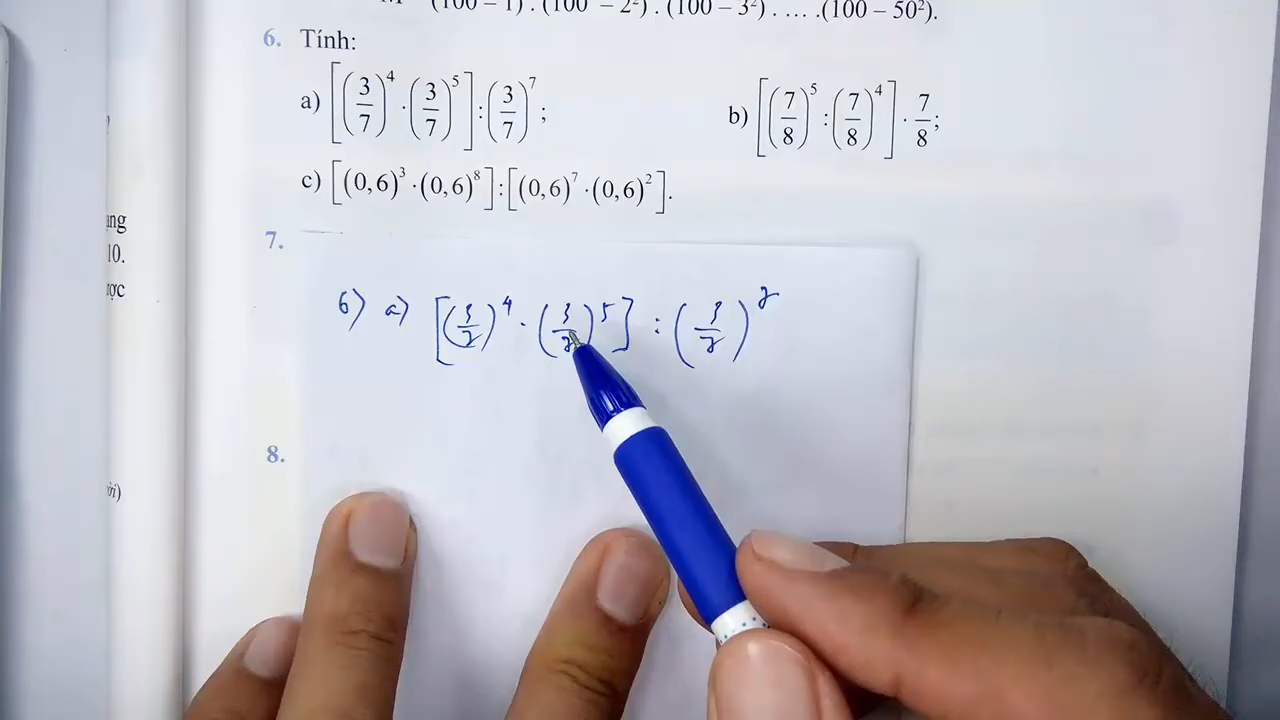 (100 – 1) . (100 – 2²) . (100 – 3²) . … .(100 – 50²).
6. Tính:
a) [(3/7)⁴ · (3/7)⁵] : (3/7)⁷; b) [(7/8)⁵ : (7/8)⁴] · 7/8;
c) [(0,6)³ · (0,6)⁸] : [(0,6)⁷ · (0,6)²].
ang
10.
ược
7.
6) a) [(3/7)⁴ · (3/7)⁵] : (3/7)⁷
8.